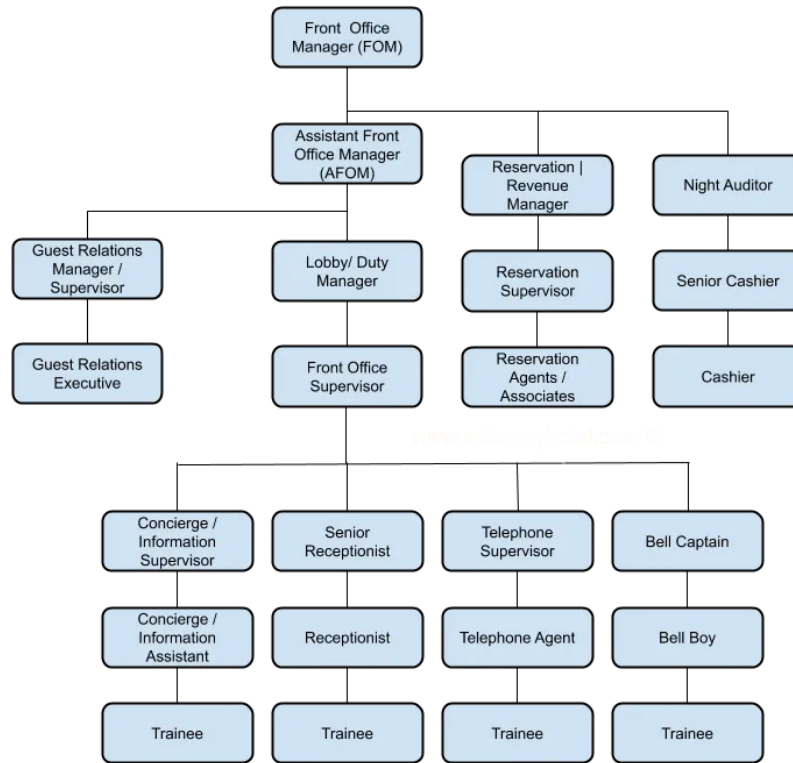 Front Office
Manager (FOM)
Assistant Front
Office Manager
(AFOM)
Reservation |
Revenue
Manager
Night Auditor
Guest Relations
Manager /
Supervisor
Lobby/ Duty
Manager
Reservation
Supervisor
Senior Cashier
Guest Relations
Executive
Front Office
Supervisor
Reservation
Agents /
Associates
Cashier
Concierge /
Information
Supervisor
Senior
Receptionist
Telephone
Supervisor
Bell Captain
Concierge /
Information
Assistant
Receptionist
Telephone Agent
Bell Boy
Trainee
Trainee
Trainee
Trainee